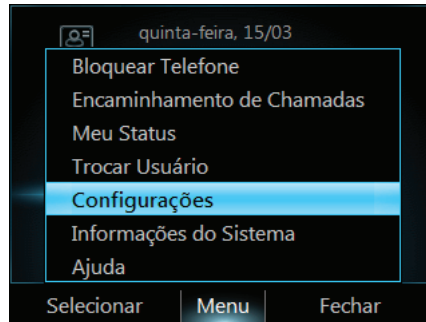 quinta-feira, 15/03
Bloquear Telefone
Encaminhamento de Chamadas
Meu Status
Trocar Usuário
Configurações
Informações do Sistema
Ajuda
Selecionar Menu Fechar